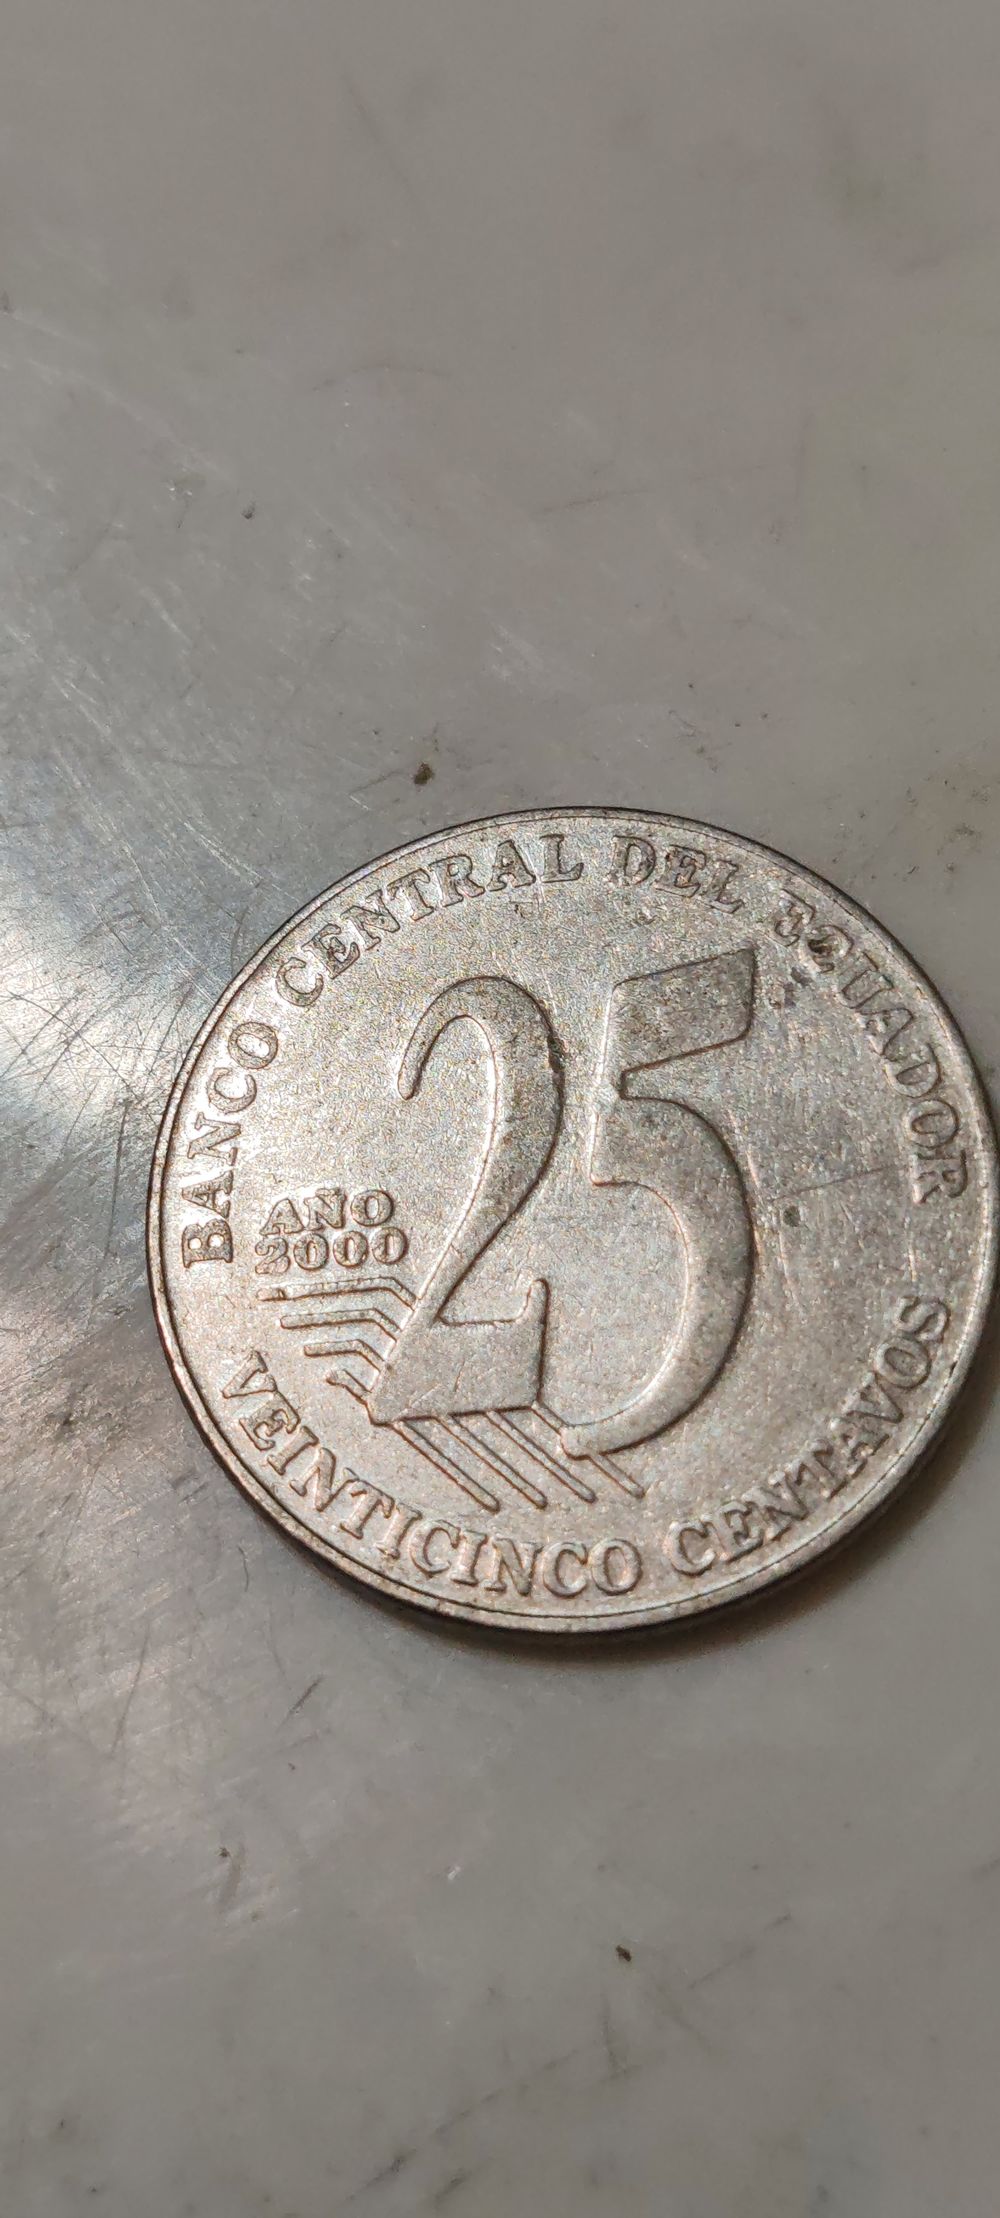 BANCO CENTRAL DEL ECUADOR
25
AÑO
2000
VEINTICINCO CENTAVOS